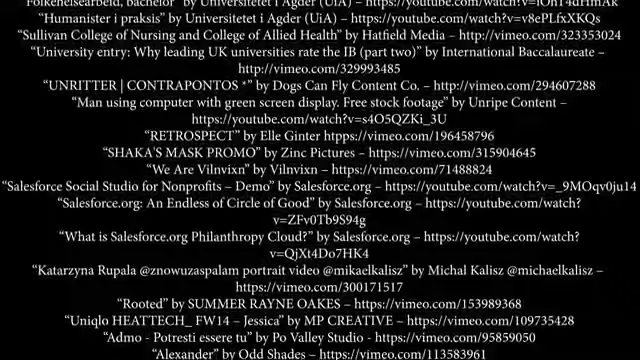 Folkehelsearbeid, bachelor” by Universitetet i Agder (UiA) – https://youtube.com/watch?v=
“Humanister i praksis” by Universitetet i Agder (UiA) – https://youtube.com/watch?v=v8ePLfxXKQs
“Sullivan College of Nursing and College of Allied Health” by Hatfield Media – http://vimeo.com/323353024
“University entry: Why leading UK universities rate the IB (part two)” by International Baccalaureate –
http://vimeo.com/329993485
“UNRITTER | CONTRAPONTOS *” by Dogs Can Fly Content Co. – http://vimeo.com/294607288
“Man using computer with green screen display. Free stock footage” by Unripe Content –
https://youtube.com/watch?v=s4O5QZKi_3U
“RETROSPECT” by Elle Ginter htpps://vimeo.com/196458796
“SHAKA'S MASK PROMO” by Zinc Pictures – https://vimeo.com/315904645
“We Are Vilnvixn” by Vilnvixn – https://vimeo.com/71488824
“Salesforce Social Studio for Nonprofits – Demo” by Salesforce.org – https://youtube.com/watch?v=_9MOqv0ju14
“Salesforce.org: An Endless of Circle of Good” by Salesforce.org – https://youtube.com/watch?
v=ZFv0Tb9S94g
“What is Salesforce.org Philanthropy Cloud?” by Salesforce.org – https://youtube.com/watch?
v=QjXt4Do7HK4
“Katarzyna Rupala @znowuzaspalam portrait video @mikaelkalisz” by Michal Kalisz @michaelkalisz –
https://vimeo.com/300171517
“Rooted” by SUMMER RAYNE OAKES – https://vimeo.com/153989368
“Uniqlo HEATTECH_ FW14 – Jessica” by MP CREATIVE – https://vimeo.com/109735428
“Admo - Potresti essere tu” by Po Valley Studio - https://vimeo.com/95859050
“Alexander” by Odd Shades – https://vimeo.com/113583961